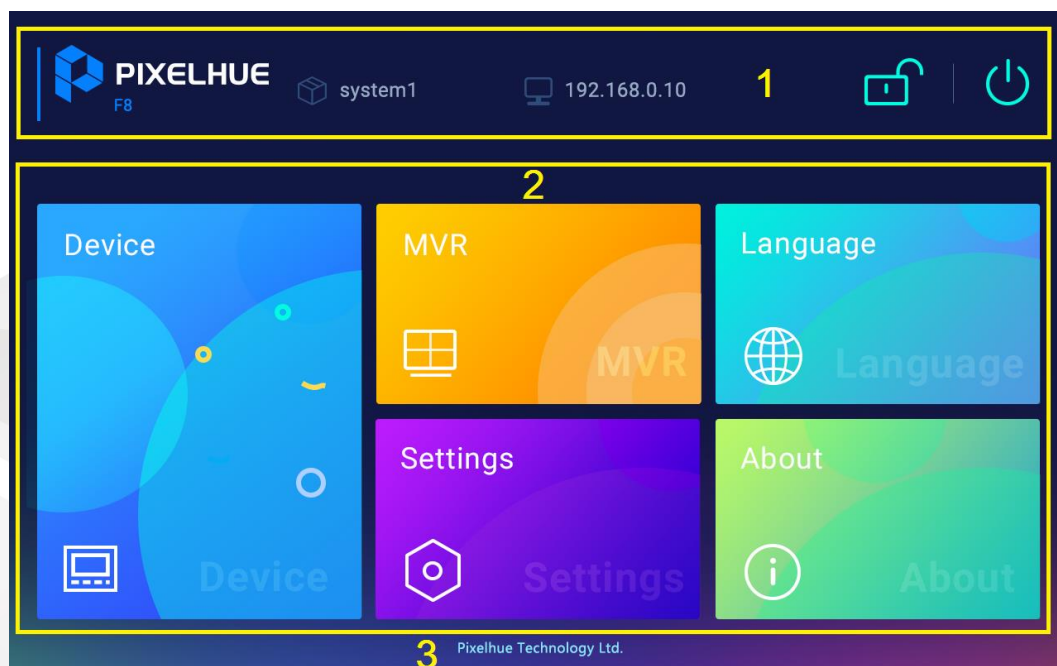 PIXELHUE
F8
system1
192.168.0.10
1
2
Device
MVR
Language
MVR
Language
Settings
About
Device
Settings
About
3
Pixelhue Technology Ltd.